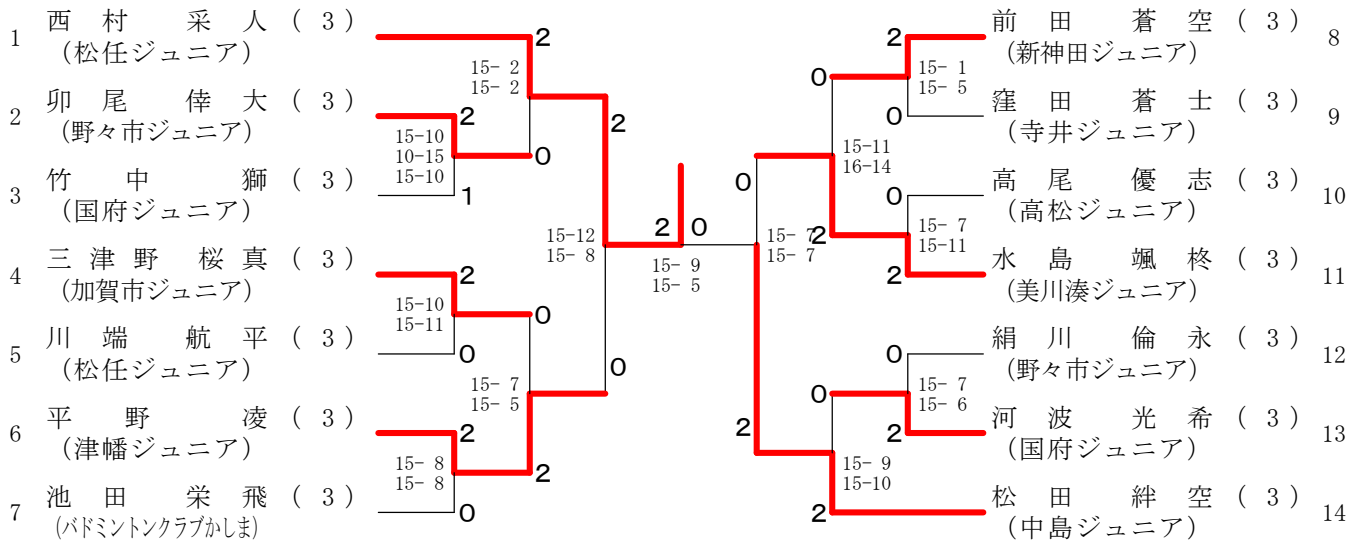 1 西村 采人 (3)
(松任ジュニア)
2 卯尾 倖大 (3)
(野々市ジュニア)
3 竹中 獅 (3)
(国府ジュニア)
4 三津野 桜真 (3)
(加賀市ジュニア)
5 川端 航平 (3)
(松任ジュニア)
6 平野 凌 (3)
(津幡ジュニア)
7 池田 栄飛 (3)
(バドミントンクラブかしま)
2
15- 2
15- 2
2
15-10
10-15
15-10
0
1
2
15-12
15- 8
2
15-10
15-11
0
0
15- 7
15- 5
0
2
15- 8
15- 8
2
0
2 0
15- 9
15- 5
0
15- 7
15- 7
2
0
15-11
16-14
2
2
15- 1
15- 5
0
0
15- 7
15-11
2
0
15- 9
15-10
2
0
15- 7
15- 6
2
前田 蒼空 (3) 8
(新神田ジュニア)
窪田 蒼士 (3) 9
(寺井ジュニア)
高尾 優志 (3) 10
(高松ジュニア)
水島 颯柊 (3) 11
(美川湊ジュニア)
絹川 倫永 (3) 12
(野々市ジュニア)
河波 光希 (3) 13
(国府ジュニア)
松田 絆空 (3) 14
(中島ジュニア)